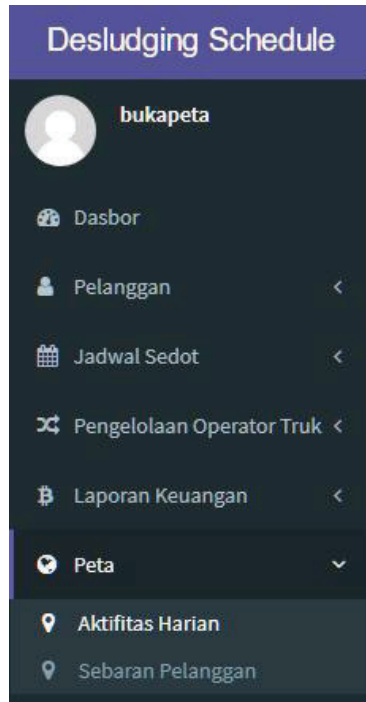 Desludging Schedule
bukapeta
Dasbor
Pelanggan
Jadwal Sedot
Pengelolaan Operator Truk
Laporan Keuangan
Peta
Aktifitas Harian
Sebaran Pelanggan